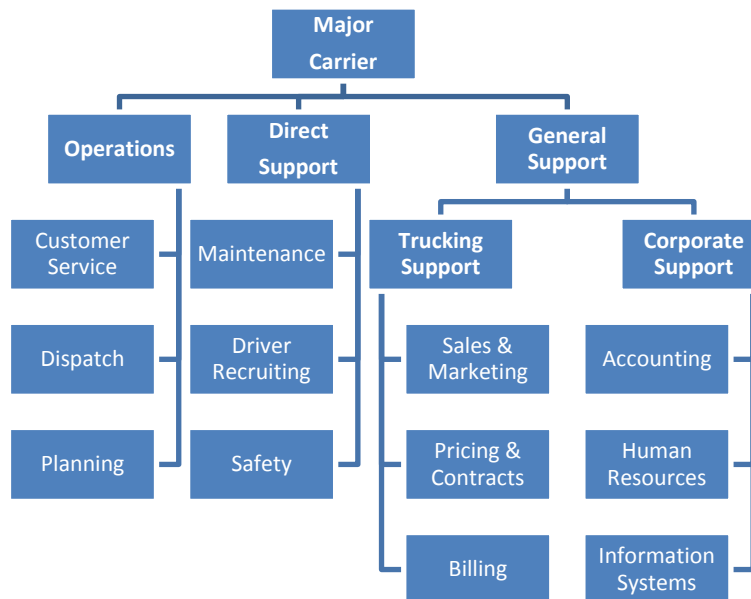 Major
Carrier
Operations
Direct
Support
General
Support
Customer
Service
Maintenance
Trucking
Support
Corporate
Support
Dispatch
Driver
Recruiting
Sales &
Marketing
Accounting
Planning
Safety
Pricing &
Contracts
Human
Resources
Billing
Information
Systems